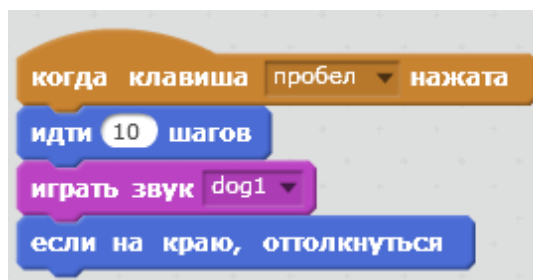 когда клавиша пробел нажата
идти 10 шагов
играть звук dog1
если на краю, оттолкнуться